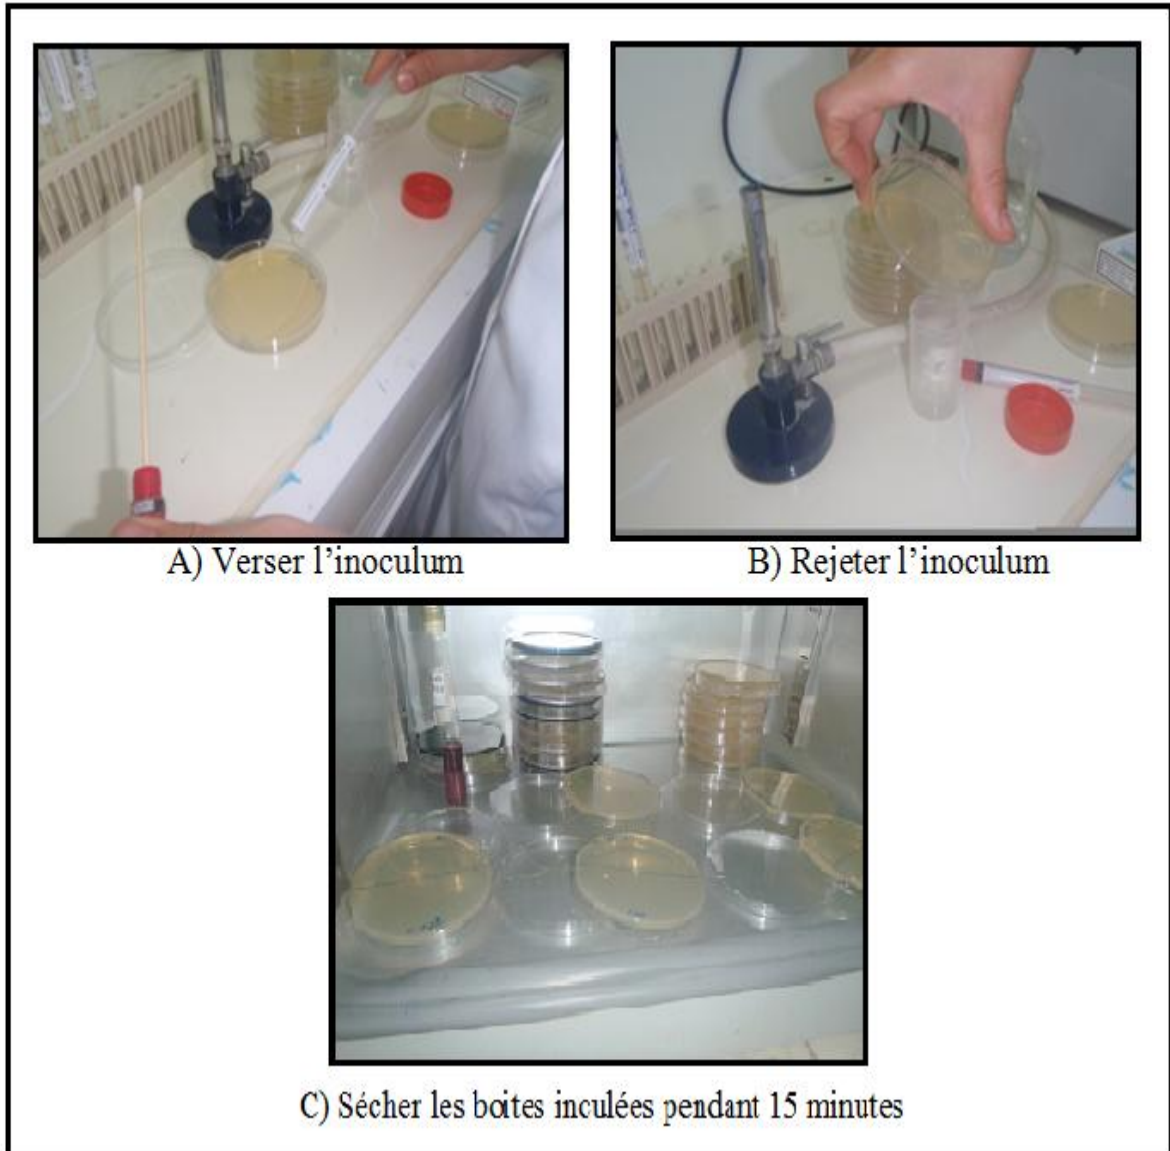 A) Verser l’inoculum
B) Rejeter l’inoculum
C) Sécher les boites inculées pendant 15 minutes